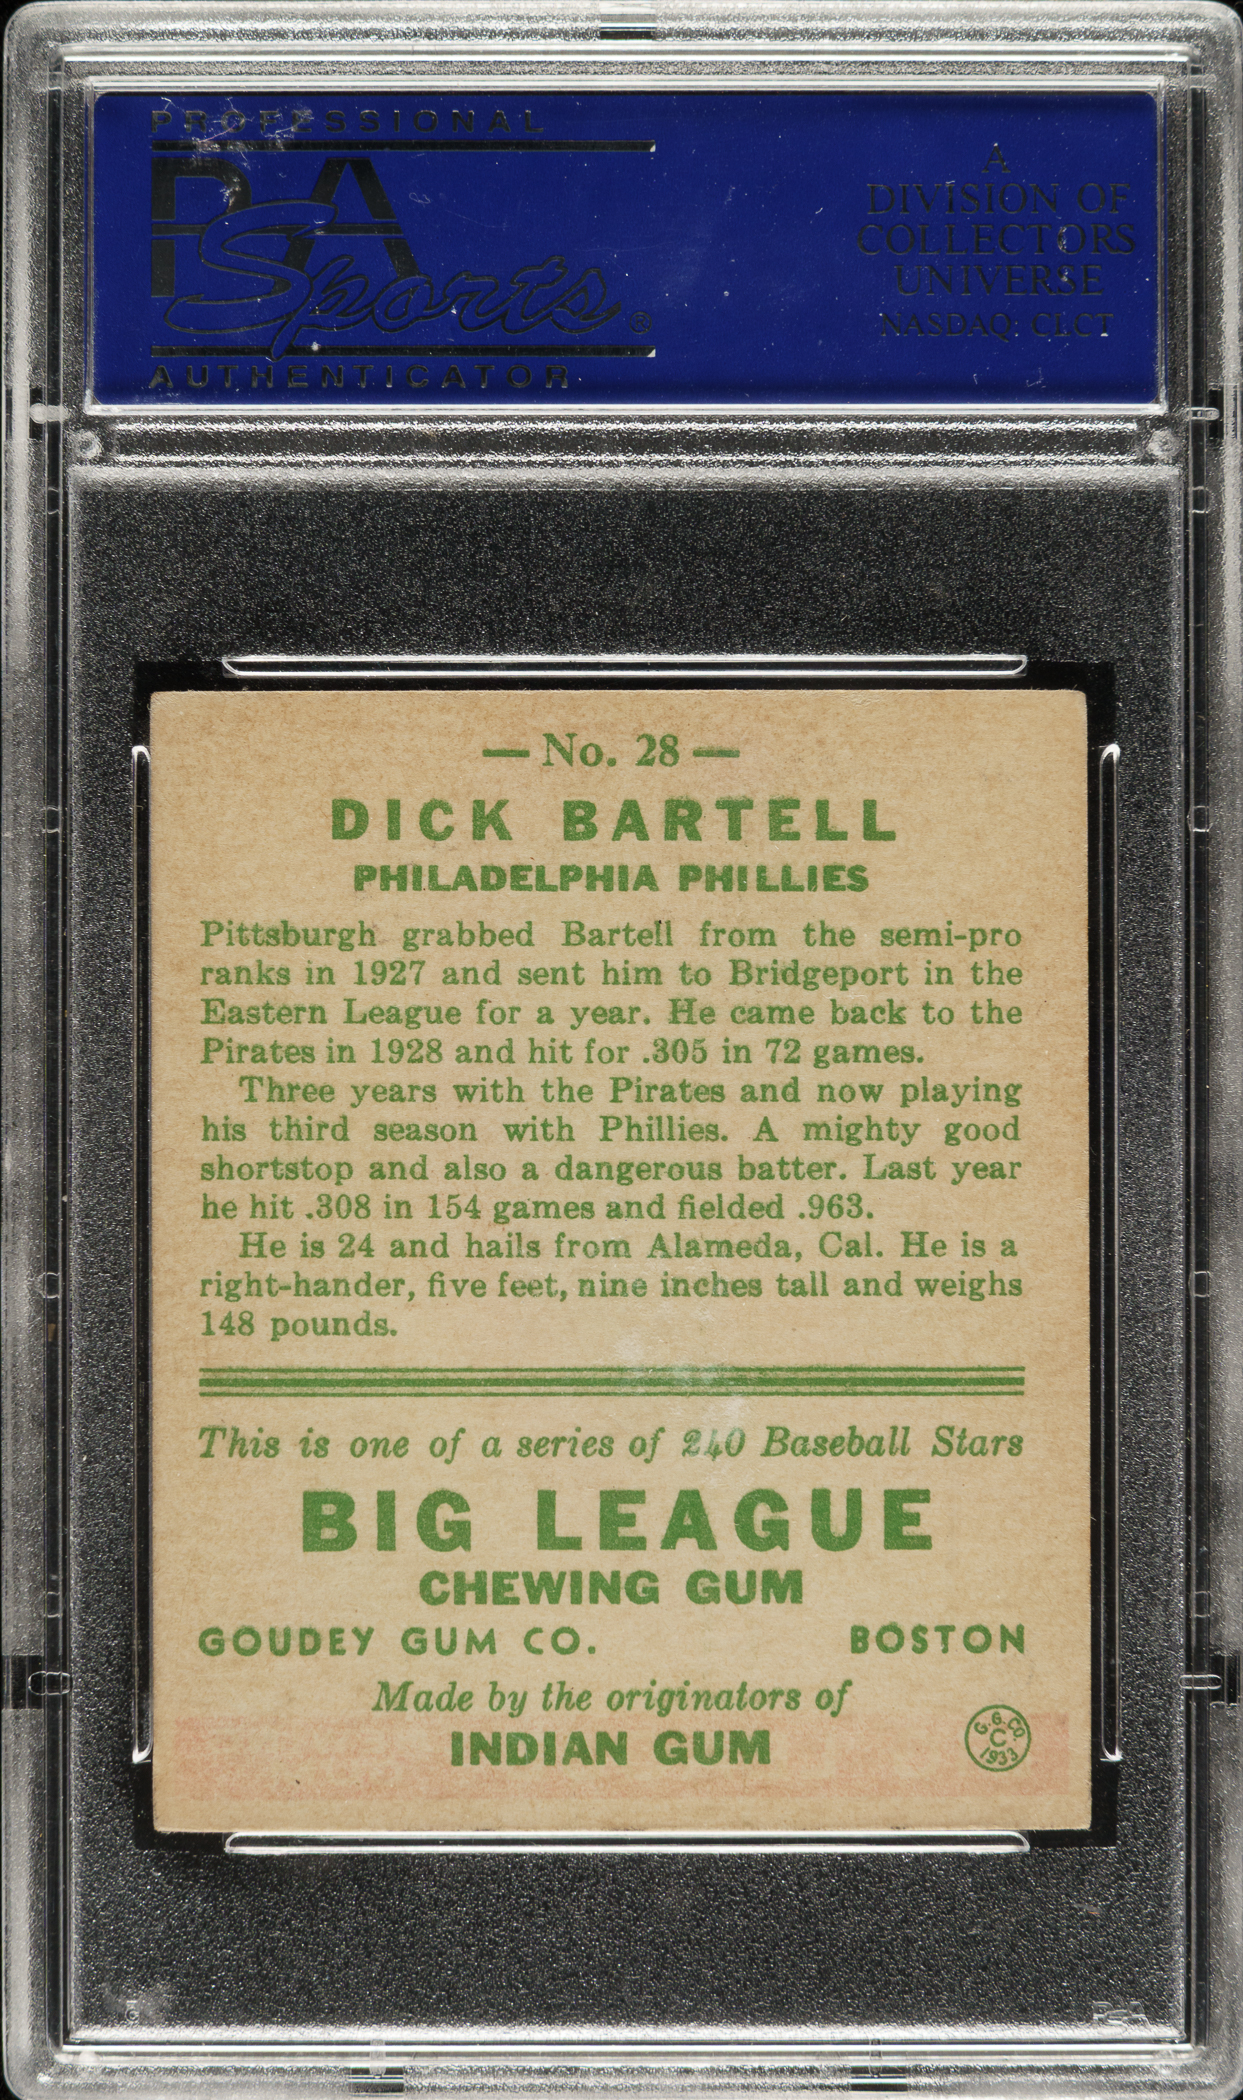 PROFESSIONAL
PSA
Sports®
AUTHENTICATOR
A
DIVISION OF
COLLECTORS
UNIVERSE
NASDAQ: CLCT
— No. 28 —
DICK BARTELL
PHILADELPHIA PHILLIES
Pittsburgh grabbed Bartell from the semi-pro
ranks in 1927 and sent him to Bridgeport in the
Eastern League for a year. He came back to the
Pirates in 1928 and hit for .305 in 72 games.
Three years with the Pirates and now playing
his third season with Phillies. A mighty good
shortstop and also a dangerous batter. Last year
he hit .308 in 154 games and fielded .963.
He is 24 and hails from Alameda, Cal. He is a
right-hander, five feet, nine inches tall and weighs
148 pounds.
This is one of a series of 240 Baseball Stars
BIG LEAGUE
CHEWING GUM
GOUDEY GUM CO. BOSTON
Made by the originators of
INDIAN GUM
G.G.CO.
C
1933
PSA